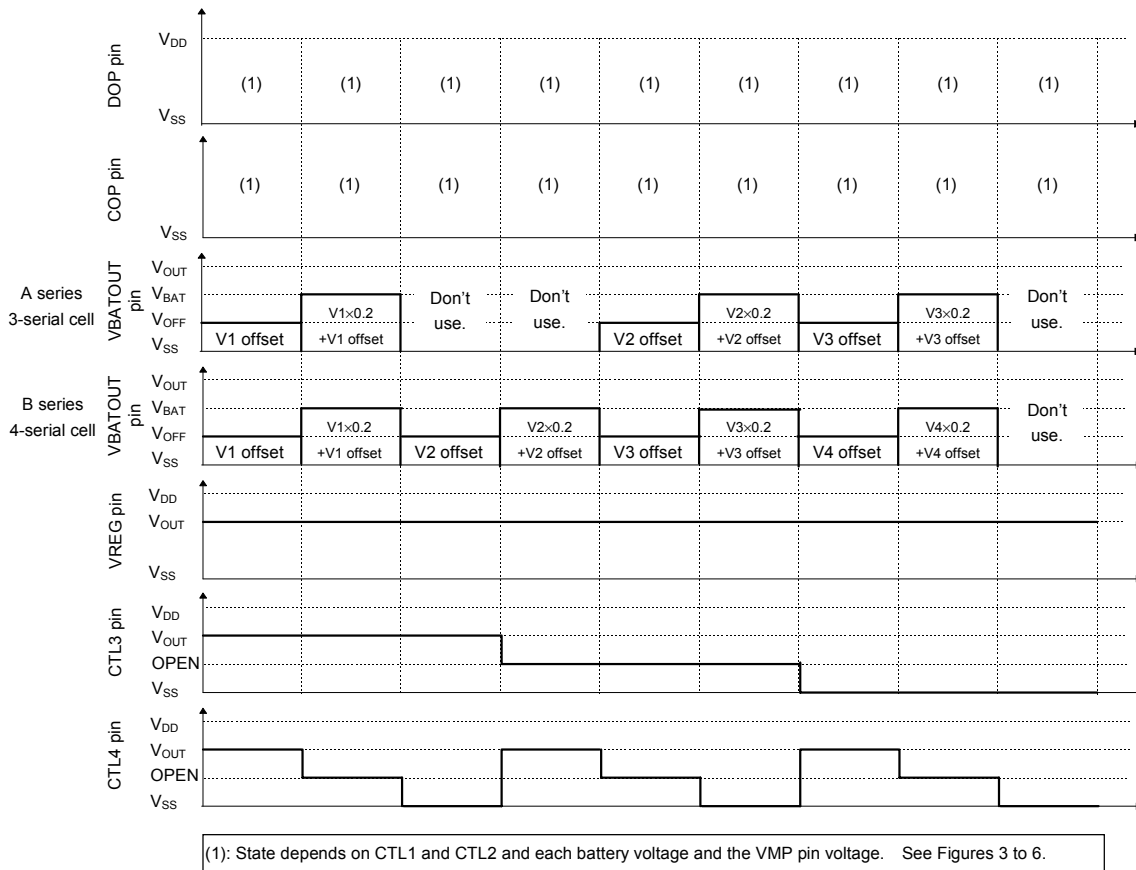 DOP pin
VDD
(1) (1) (1) (1) (1) (1) (1) (1) (1)
VSS
COP pin
(1) (1) (1) (1) (1) (1) (1) (1) (1)
VSS
A series
3-serial cell
VBATOUT
pin
VOUT
VBAT
VOFF
VSS
V1 offset
V1×0.2
+V1 offset
Don't
use.
Don't
use.
V2 offset
V2×0.2
+V2 offset
V3 offset
V3×0.2
+V3 offset
Don't
use.
B series
4-serial cell
VBATOUT
pin
VOUT
VBAT
VOFF
VSS
V1 offset
V1×0.2
+V1 offset
V2 offset
V2×0.2
+V2 offset
V3 offset
V3×0.2
+V3 offset
V4 offset
V4×0.2
+V4 offset
Don't
use.
VREG pin
VDD
VOUT
VSS
CTL3 pin
VDD
VOUT
OPEN
VSS
CTL4 pin
VDD
VOUT
OPEN
VSS
(1): State depends on CTL1 and CTL2 and each battery voltage and the VMP pin voltage. See Figures 3 to 6.